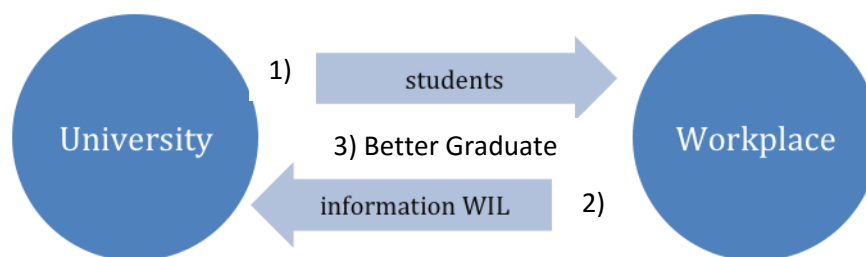 1)
students
University
3) Better Graduate
Workplace
information WIL
2)